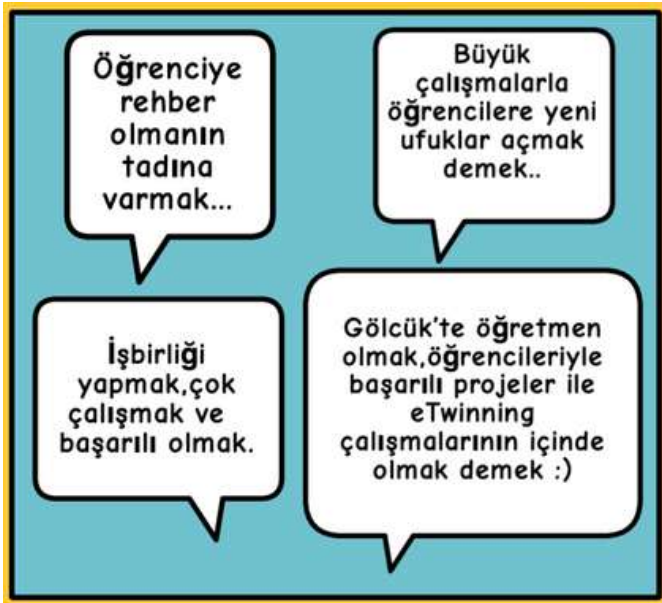 Öğrenciye
rehber
olmanın
tadına
varmak...
Büyük
çalışmalarla
öğrencilere yeni
ufuklar açmak
demek..
İşbirliği
yapmak,çok
çalışmak ve
başarılı olmak.
Gölcük'te öğretmen
olmak,öğrencileriyle
başarılı projeler ile
eTwinning
çalışmalarının içinde
olmak demek :)